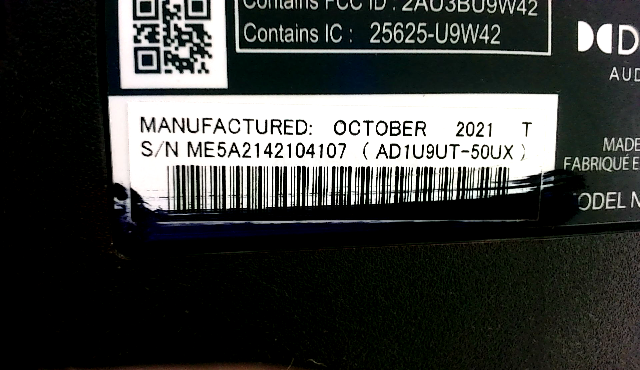 Contains FCC ID : 2AU3BU9W42
Contains IC : 25625-U9W42
AUD
MANUFACTURED: OCTOBER 2021 T
S/N ME5A2142104107 ( AD1U9UT-50UX )
MADE
FABRIQUÉ E
ODEL N